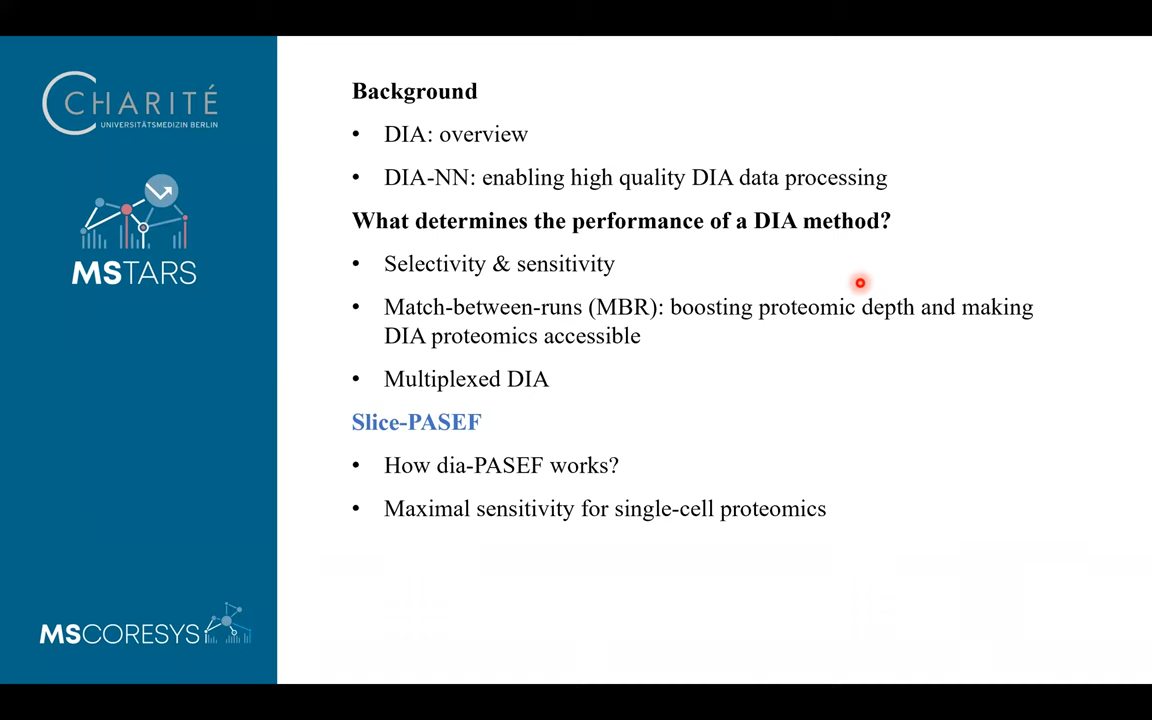 CHARITÉ
UNIVERSITÄTSMEDIZIN BERLIN
MSTARS
MSCORESYS
Background
• DIA: overview
• DIA-NN: enabling high quality DIA data processing
What determines the performance of a DIA method?
• Selectivity & sensitivity
• Match-between-runs (MBR): boosting proteomic depth and making
DIA proteomics accessible
• Multiplexed DIA
Slice-PASEF
• How dia-PASEF works?
• Maximal sensitivity for single-cell proteomics